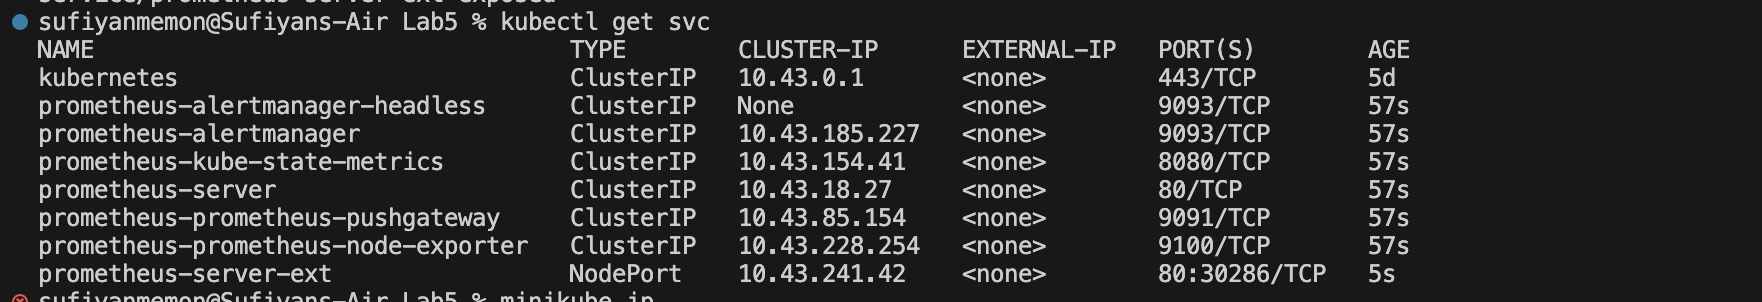 service/prometheus-server-ext exposed
sufiyanmemon@Sufiyans-Air Lab5 % kubectl get svc
NAME TYPE CLUSTER-IP EXTERNAL-IP PORT(S) AGE
kubernetes ClusterIP 10.43.0.1 <none> 443/TCP 5d
prometheus-alertmanager-headless ClusterIP None <none> 9093/TCP 57s
prometheus-alertmanager ClusterIP 10.43.185.227 <none> 9093/TCP 57s
prometheus-kube-state-metrics ClusterIP 10.43.154.41 <none> 8080/TCP 57s
prometheus-server ClusterIP 10.43.18.27 <none> 80/TCP 57s
prometheus-prometheus-pushgateway ClusterIP 10.43.85.154 <none> 9091/TCP 57s
prometheus-prometheus-node-exporter ClusterIP 10.43.228.254 <none> 9100/TCP 57s
prometheus-server-ext NodePort 10.43.241.42 <none> 80:30286/TCP 5s
sufiyanmemon@Sufiyans-Air Lab5 % minikube ip